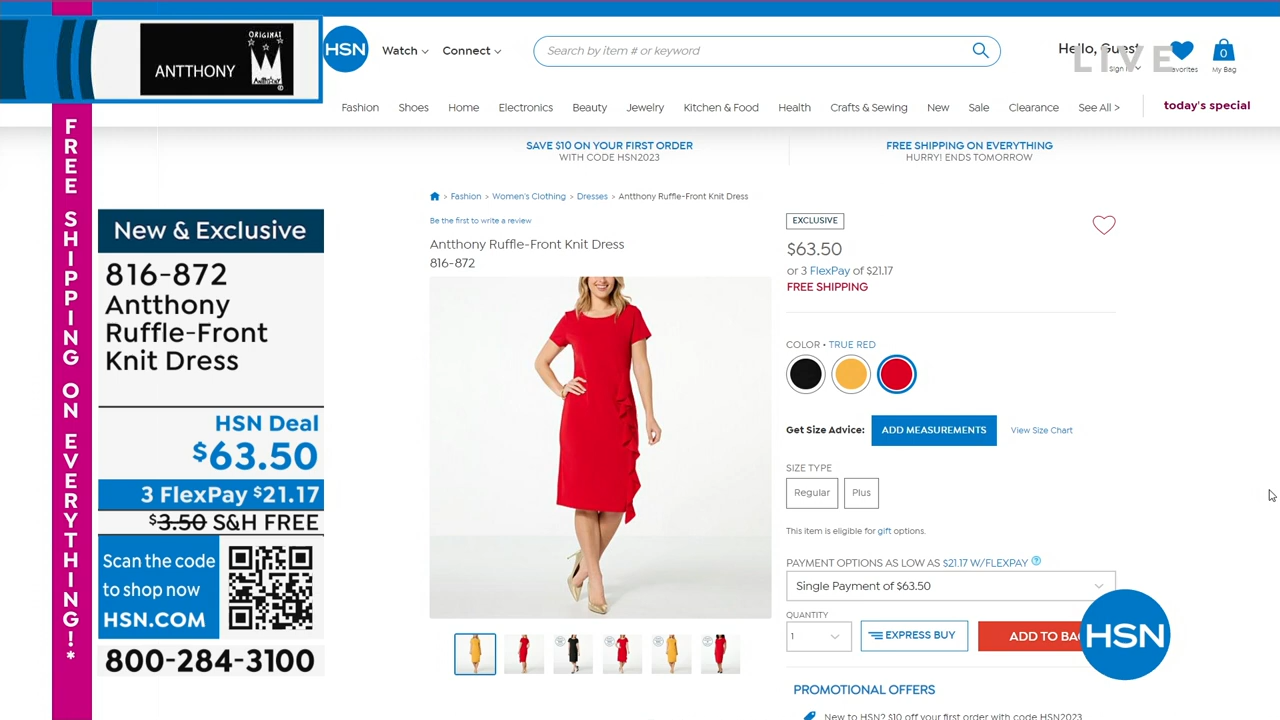 ORIGINAL
ANTTHONY
HSN
Watch
Connect
Search by item # or keyword
Hello, Guest
Sign In
LIVE
Favorites
0
My Bag
Fashion
Shoes
Home
Electronics
Beauty
Jewelry
Kitchen & Food
Health
Crafts & Sewing
New
Sale
Clearance
See All >
today's special
SAVE $10 ON YOUR FIRST ORDER
WITH CODE HSN2023
FREE SHIPPING ON EVERYTHING
HURRY! ENDS TOMORROW
FREE SHIPPING ON EVERYTHING!*
New & Exclusive
816-872
Antthony
Ruffle-Front
Knit Dress
HSN Deal
$63.50
3 FlexPay $21.17
$3.50 S&H FREE
Scan the code
to shop now
HSN.COM
800-284-3100
> Fashion > Women's Clothing > Dresses > Antthony Ruffle-Front Knit Dress
Be the first to write a review
Antthony Ruffle-Front Knit Dress
816-872
EXCLUSIVE
$63.50
or 3 FlexPay of $21.17
FREE SHIPPING
COLOR • TRUE RED
Get Size Advice:
ADD MEASUREMENTS
View Size Chart
SIZE TYPE
Regular
Plus
This item is eligible for gift options.
PAYMENT OPTIONS AS LOW AS $21.17 W/FLEXPAY ?
Single Payment of $63.50
QUANTITY
1
EXPRESS BUY
ADD TO BA
HSN
PROMOTIONAL OFFERS
New to HSN? $10 off your first order with code HSN2023